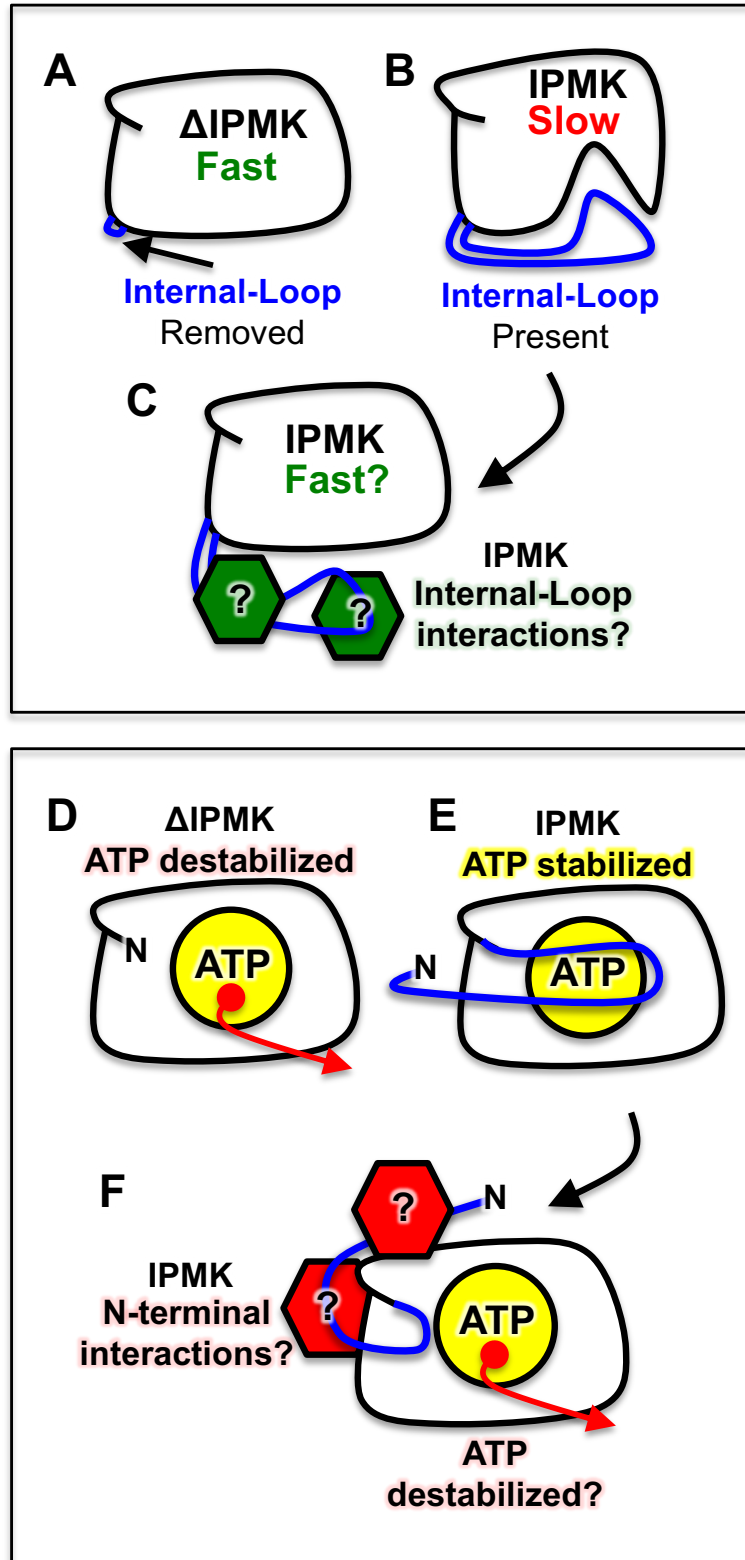 A
ΔIPMK
Fast
Internal-Loop
Removed
B
IPMK
Slow
Internal-Loop
Present
C
IPMK
Fast?
?
?
IPMK
Internal-Loop
interactions?
D
ΔIPMK
ATP destabilized
N
ATP
E
IPMK
ATP stabilized
N
ATP
F
?
N
IPMK
N-terminal
interactions?
?
ATP
ATP
destabilized?